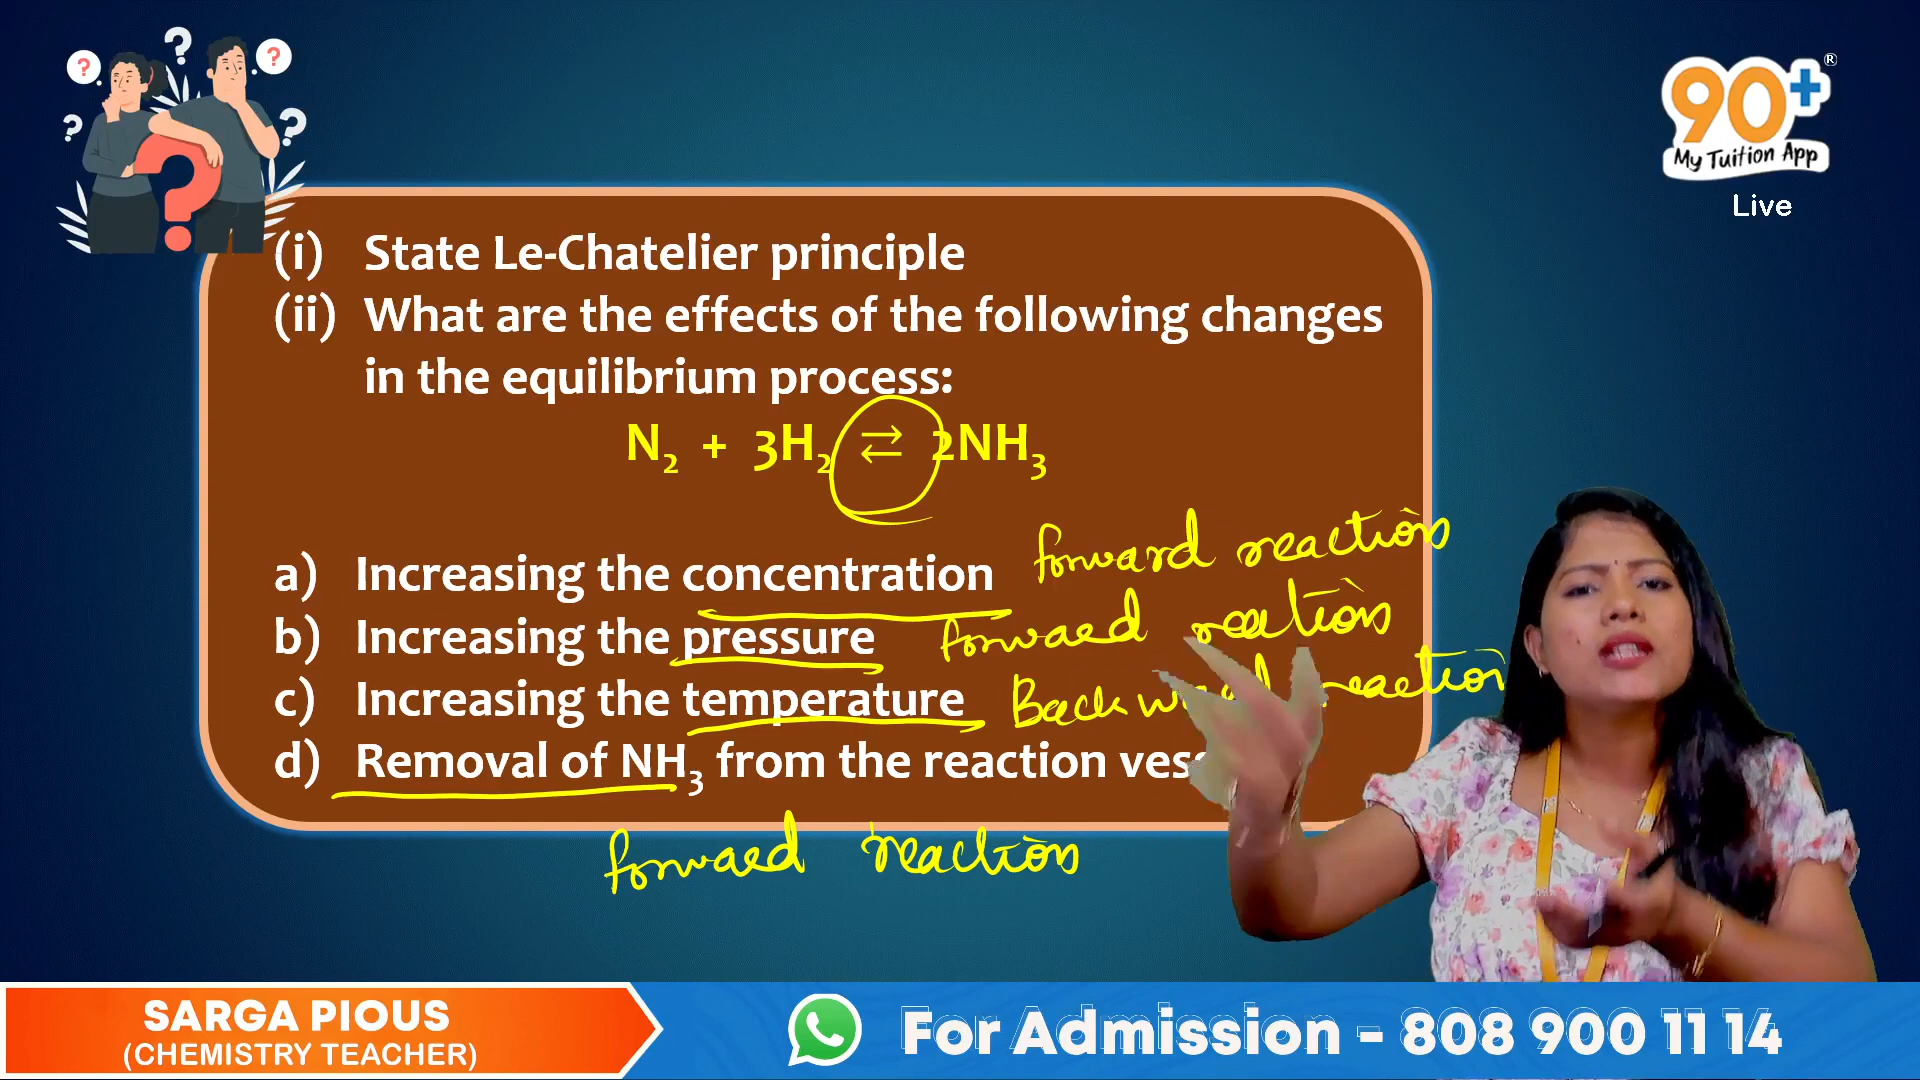 90+
®
My Tuition App
Live
(i) State Le-Chatelier principle
(ii) What are the effects of the following changes
in the equilibrium process:
N₂ + 3H₂ ⇄ 2NH₃
a) Increasing the concentration forward reaction
b) Increasing the pressure forward reaction
c) Increasing the temperature reaction
d) Removal of NH₃ from the reaction
forward reaction
SARGA PIOUS
(CHEMISTRY TEACHER)
For Admission - 808 900 11 14